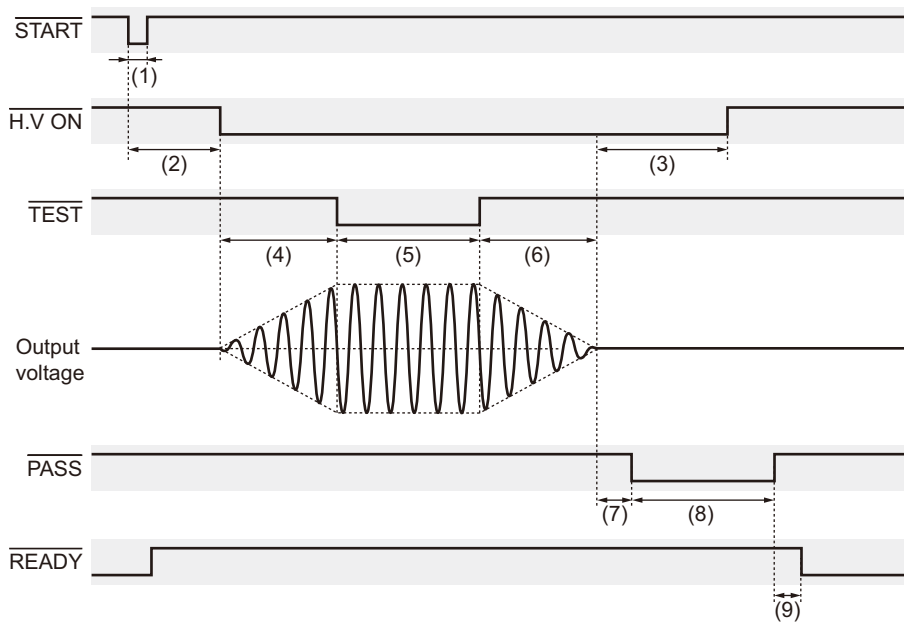 START
(1)
H.V ON
(2)
(3)
TEST
(4)
(5)
(6)
Output
voltage
PASS
(7)
(8)
READY
(9)